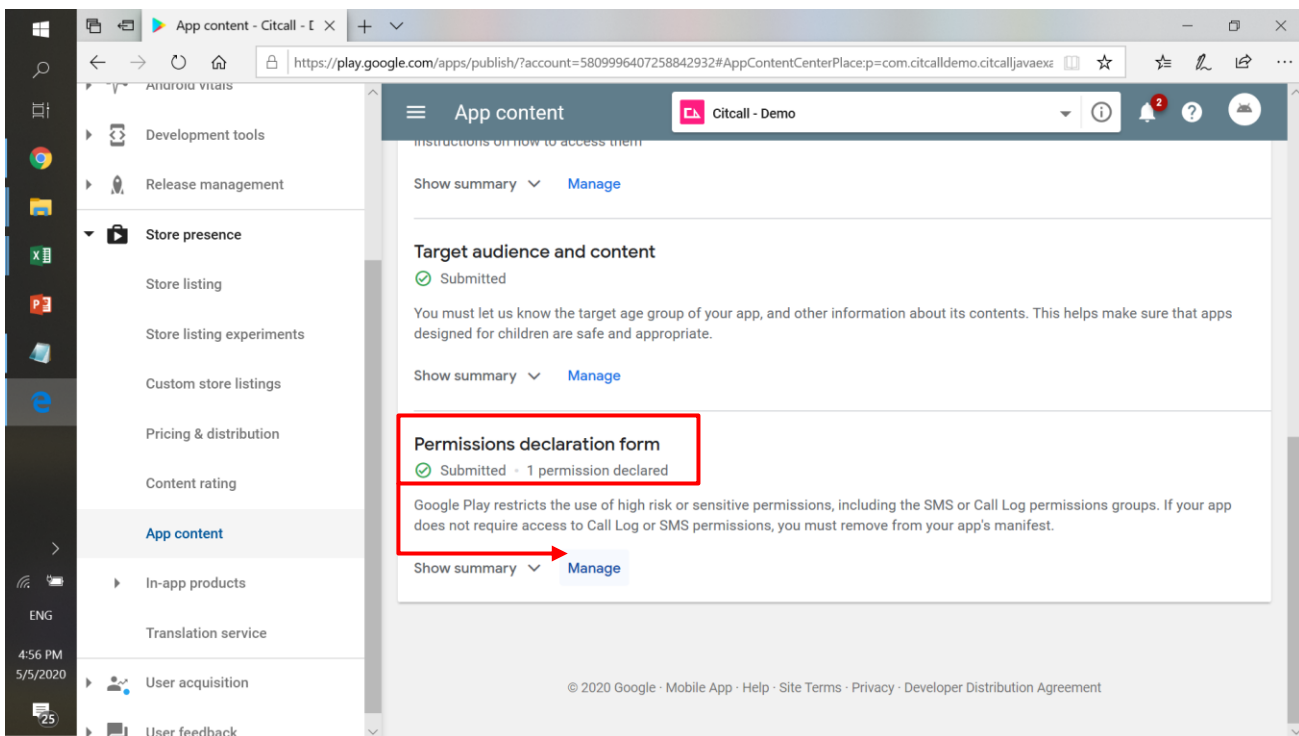 App content - Citcall - D
https://play.google.com/apps/publish/?account=5809996407258842932#AppContentCenterPlace:p=com.citcalldemo.citcalljavaexa
Android vitals
Development tools
Release management
Store presence
Store listing
Store listing experiments
Custom store listings
Pricing & distribution
Content rating
App content
In-app products
Translation service
User acquisition
User feedback
App content
Citcall - Demo
2
instructions on how to access them
Show summary
Manage
Target audience and content
Submitted
You must let us know the target age group of your app, and other information about its contents. This helps make sure that apps
designed for children are safe and appropriate.
Show summary
Manage
Permissions declaration form
Submitted · 1 permission declared
Google Play restricts the use of high risk or sensitive permissions, including the SMS or Call Log permissions groups. If your app
does not require access to Call Log or SMS permissions, you must remove from your app's manifest.
Show summary
Manage
© 2020 Google · Mobile App · Help · Site Terms · Privacy · Developer Distribution Agreement
ENG
4:56 PM
5/5/2020
25